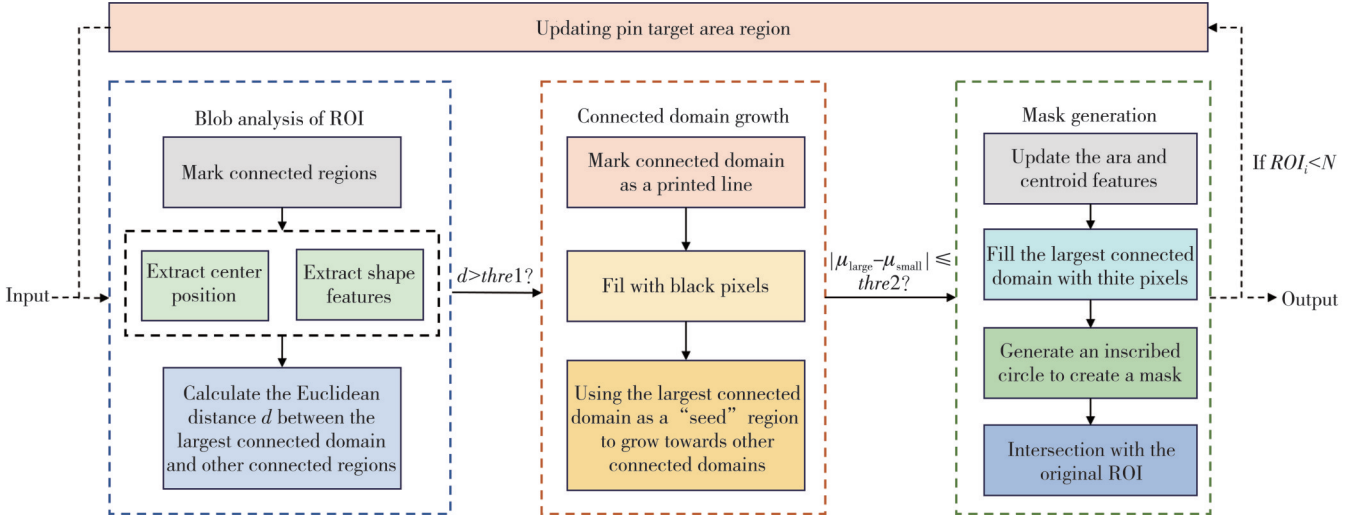 Updating pin target area region
Input
Blob analysis of ROI
Mark connected regions
Extract center
position
Extract shape
features
Calculate the Euclidean
distance d between the
largest connected domain
and other connected regions
d>thre1?
Connected domain growth
Mark connected domain
as a printed line
Fil with black pixels
Using the largest connected
domain as a “seed” region
to grow towards other
connected domains
|μlarge−μsmall| ⩽
thre2?
Mask generation
Update the ara and
centroid features
Fill the largest connected
domain with thite pixels
Generate an inscribed
circle to create a mask
Intersection with the
original ROI
If ROIi<N
Output